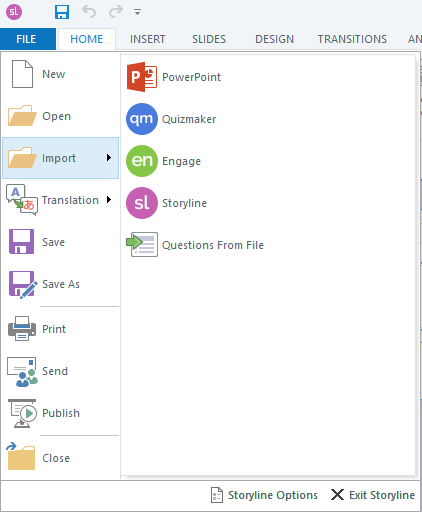 sl
FILE HOME INSERT SLIDES DESIGN TRANSITIONS AN
New
Open
Import
Translation
Save
Save As
Print
Send
Publish
Close
P PowerPoint
qm Quizmaker
en Engage
sl Storyline
Questions From File
Storyline Options Exit Storyline